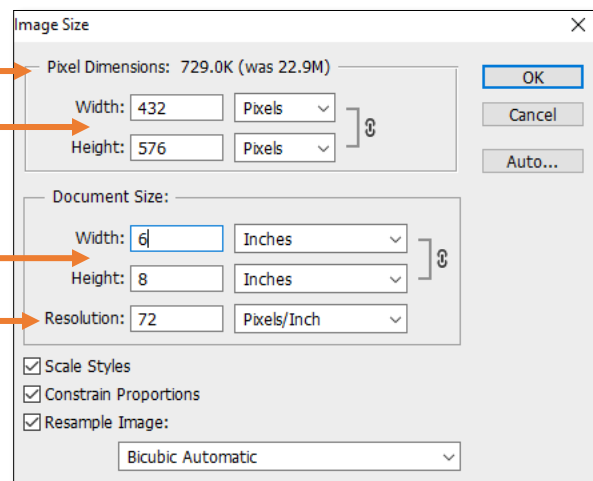 Image Size
Pixel Dimensions: 729.0K (was 22.9M)
OK
Width: 432 Pixels
Cancel
Height: 576 Pixels
Auto...
Document Size:
Width: 6 Inches
Height: 8 Inches
Resolution: 72 Pixels/Inch
Scale Styles
Constrain Proportions
Resample Image:
Bicubic Automatic